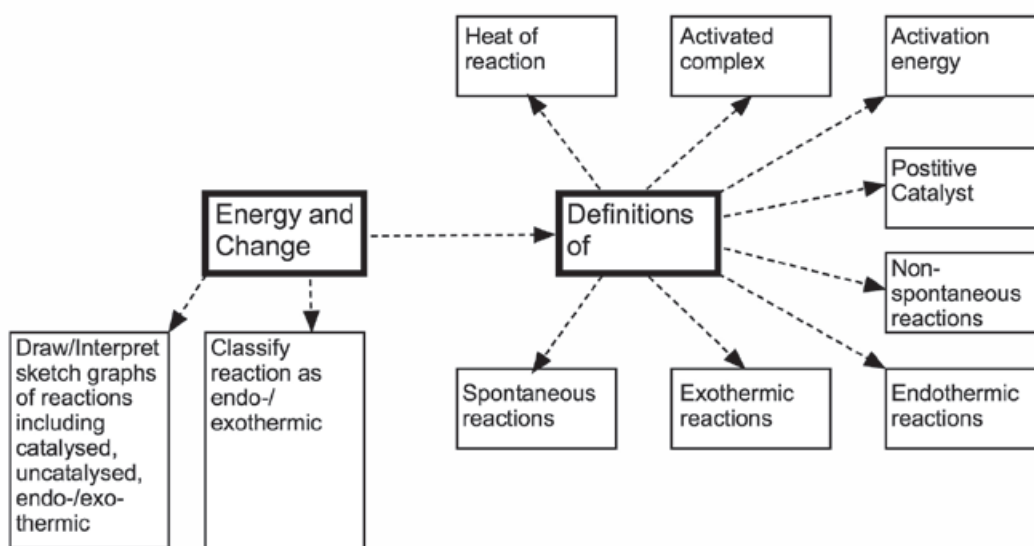 Heat of
reaction
Activated
complex
Activation
energy
Postitive
Catalyst
Energy and
Change
Definitions
of
Non-
spontaneous
reactions
Draw/Interpret
sketch graphs
of reactions
including
catalysed,
uncatalysed,
endo-/exo-
thermic
Classify
reaction as
endo-/
exothermic
Spontaneous
reactions
Exothermic
reactions
Endothermic
reactions